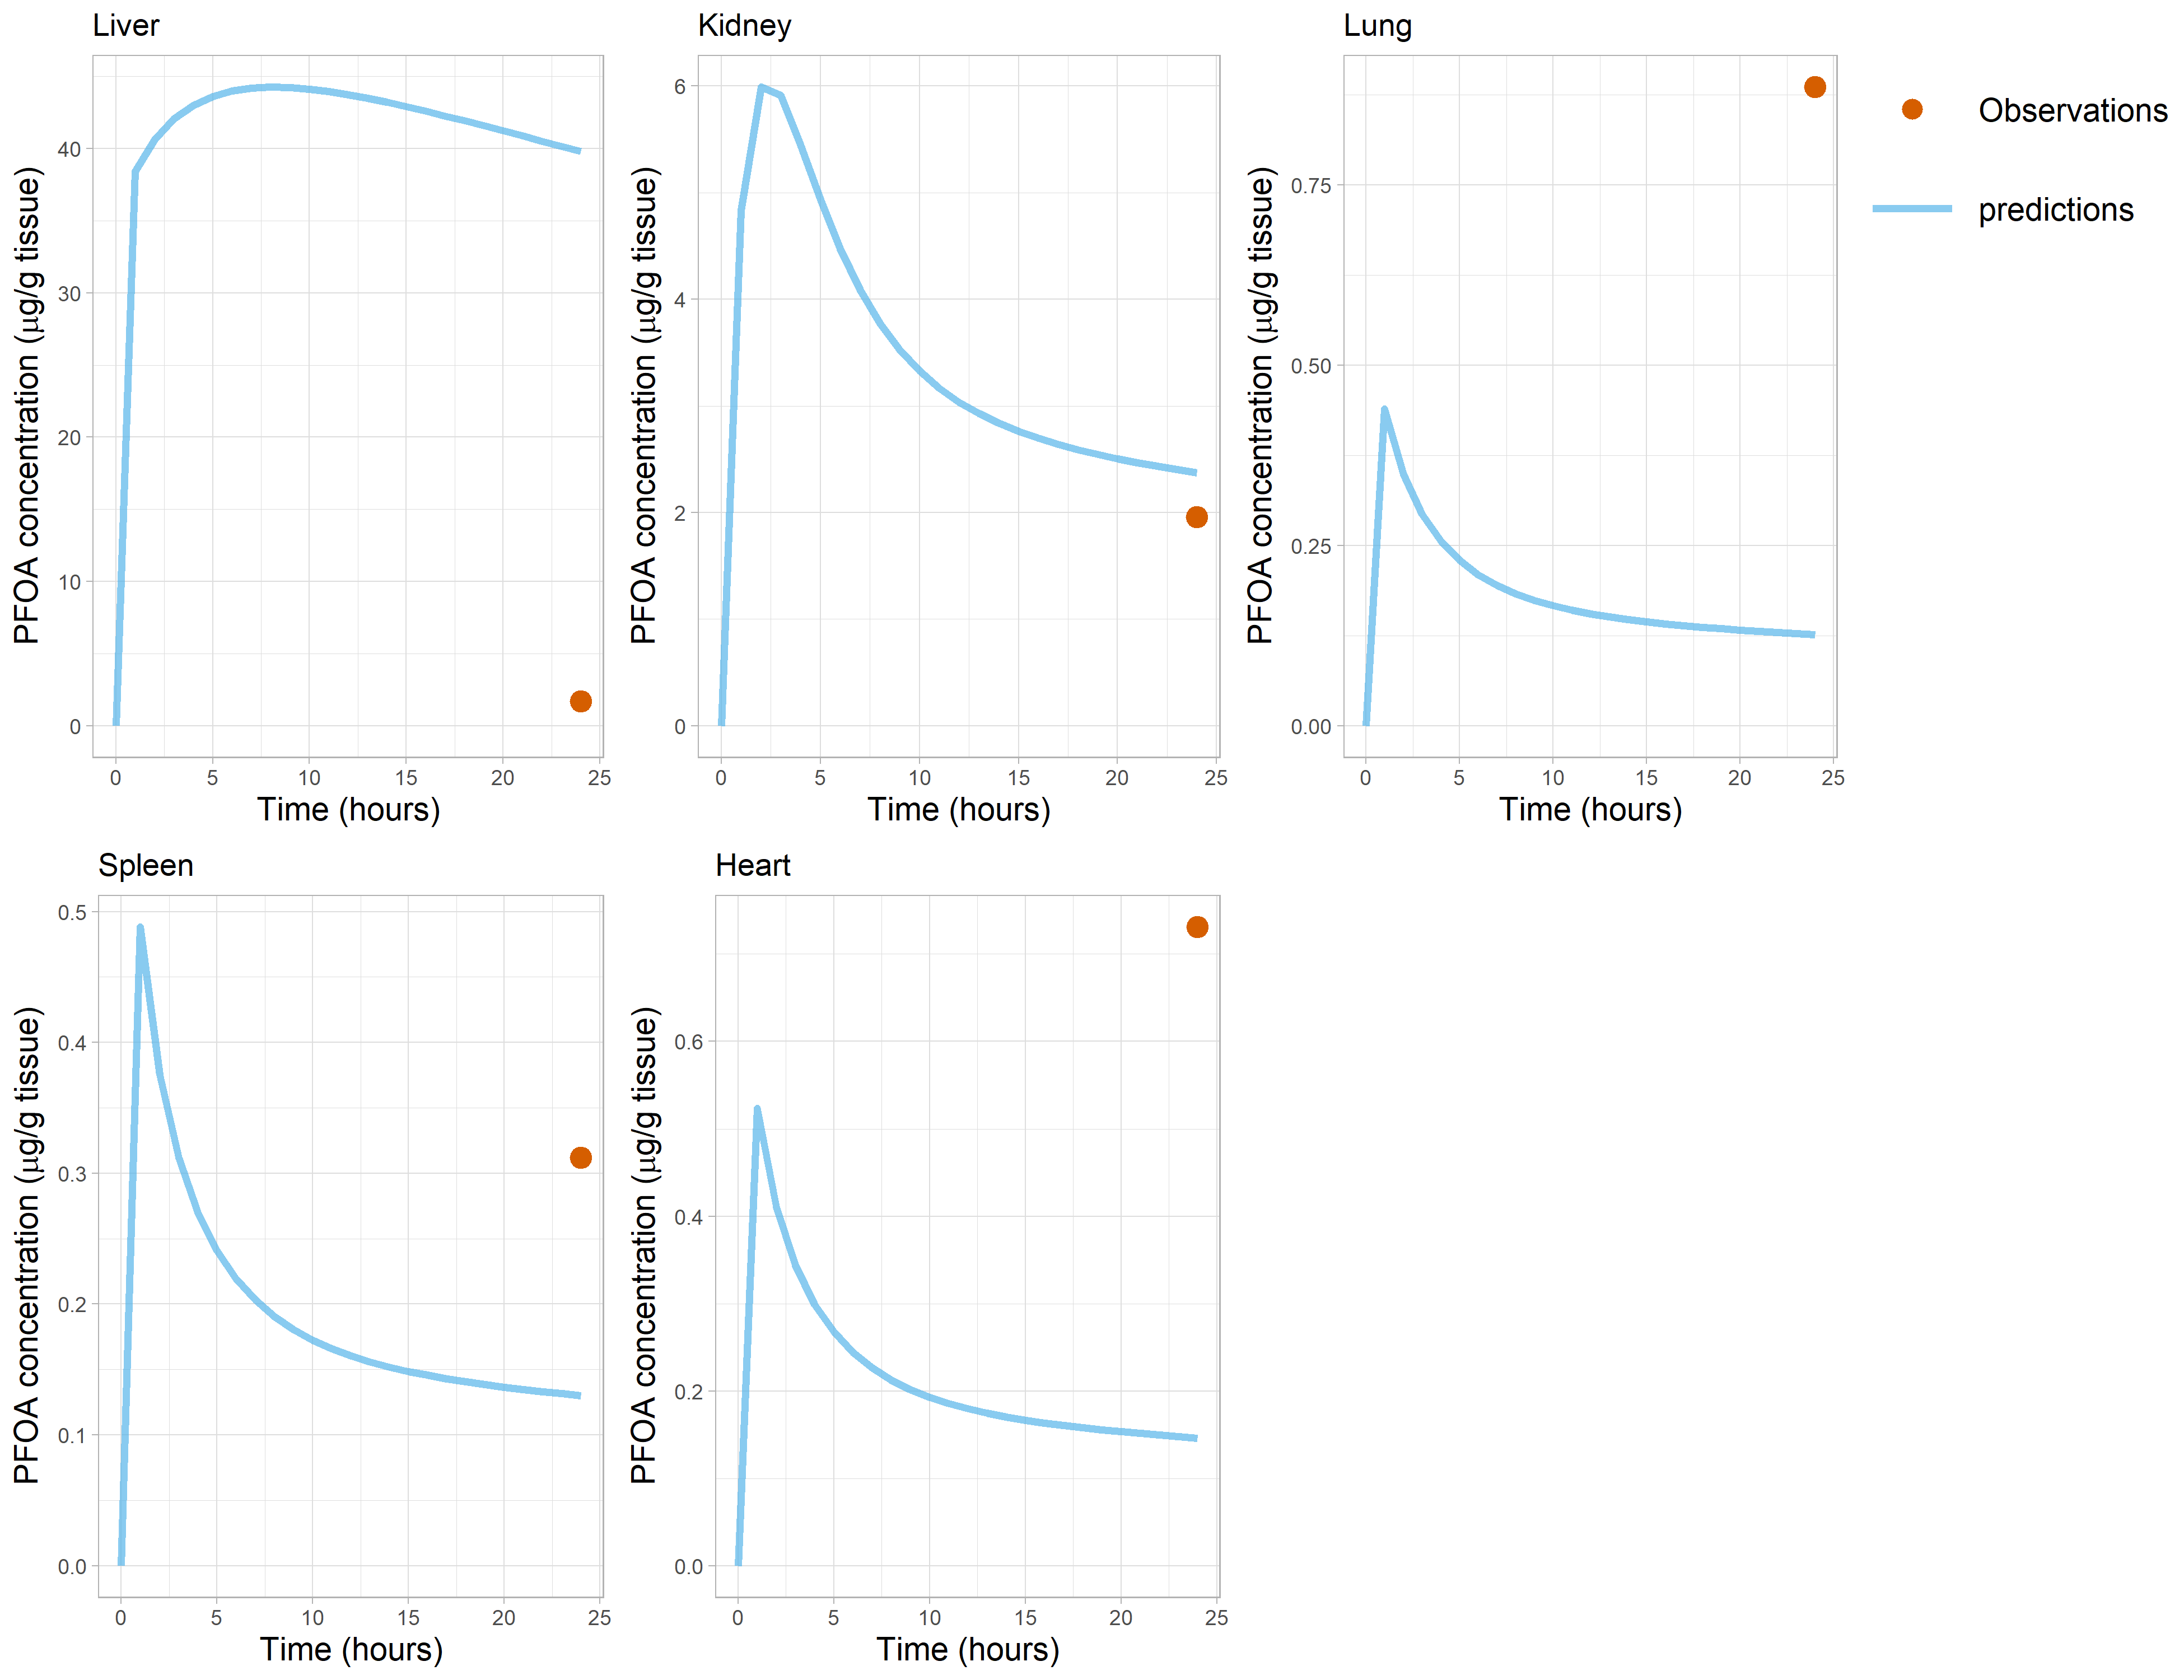 Liver
PFOA concentration (μg/g tissue)
40
30
20
10
0
0 5 10 15 20 25
Time (hours)
Kidney
PFOA concentration (μg/g tissue)
6
4
2
0
0 5 10 15 20 25
Time (hours)
Lung
PFOA concentration (μg/g tissue)
0.75
0.50
0.25
0.00
0 5 10 15 20 25
Time (hours)
Observations
predictions
Spleen
PFOA concentration (μg/g tissue)
0.5
0.4
0.3
0.2
0.1
0.0
0 5 10 15 20 25
Time (hours)
Heart
PFOA concentration (μg/g tissue)
0.6
0.4
0.2
0.0
0 5 10 15 20 25
Time (hours)